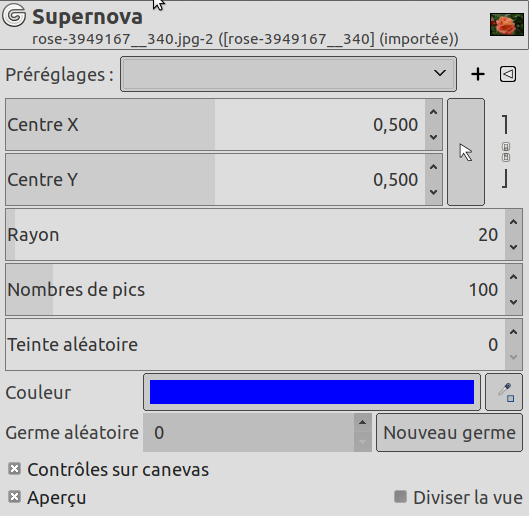 Supernova
rose-3949167__340.jpg-2 ([rose-3949167__340] (importée))
Préréglages :
Centre X 0,500
Centre Y 0,500
Rayon 20
Nombres de pics 100
Teinte aléatoire 0
Couleur
Germe aléatoire 0 Nouveau germe
Contrôles sur canevas
Aperçu Diviser la vue